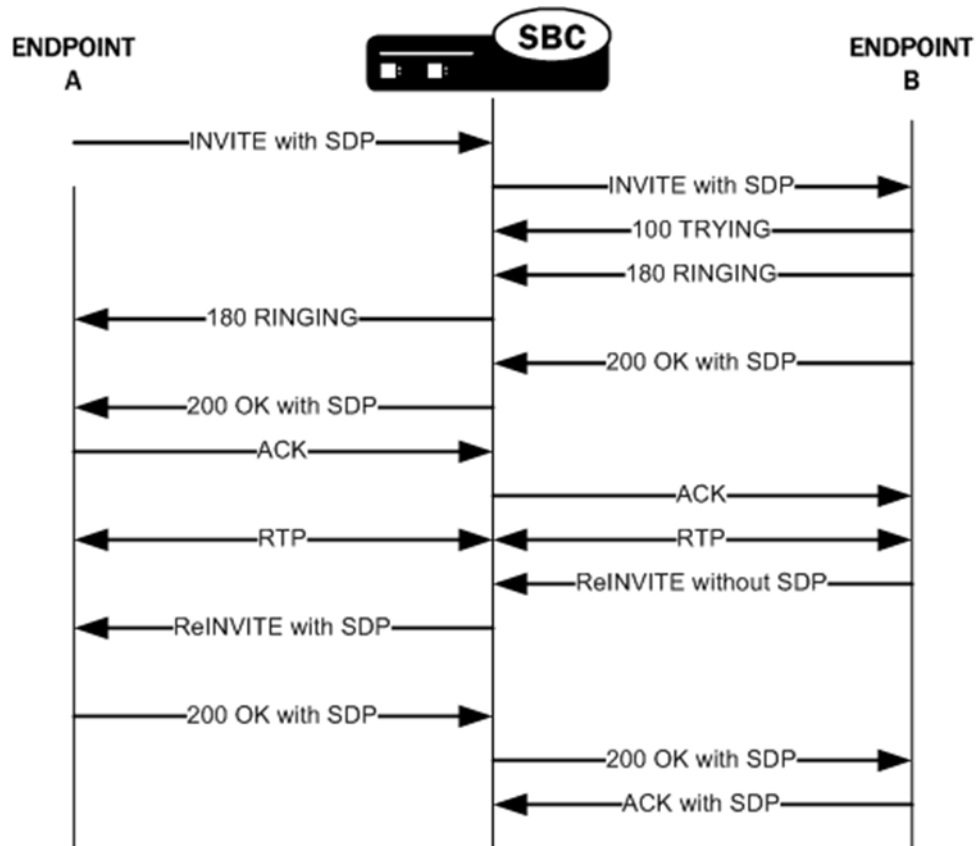 ENDPOINT
A
SBC
ENDPOINT
B
INVITE with SDP
INVITE with SDP
100 TRYING
180 RINGING
180 RINGING
200 OK with SDP
200 OK with SDP
ACK
ACK
RTP
RTP
ReINVITE without SDP
ReINVITE with SDP
200 OK with SDP
200 OK with SDP
ACK with SDP